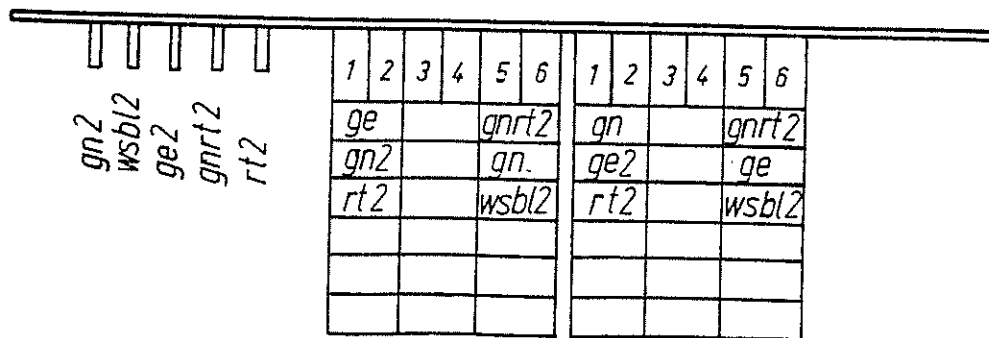 gn2 wsbl2 ge2 gnrt2 rt2
1 2 3 4 5 6 1 2 3 4 5 6
ge gnrt2 gn gnrt2
gn2 gn. ge2 ge
rt2 wsbl2 rt2 wsbl2